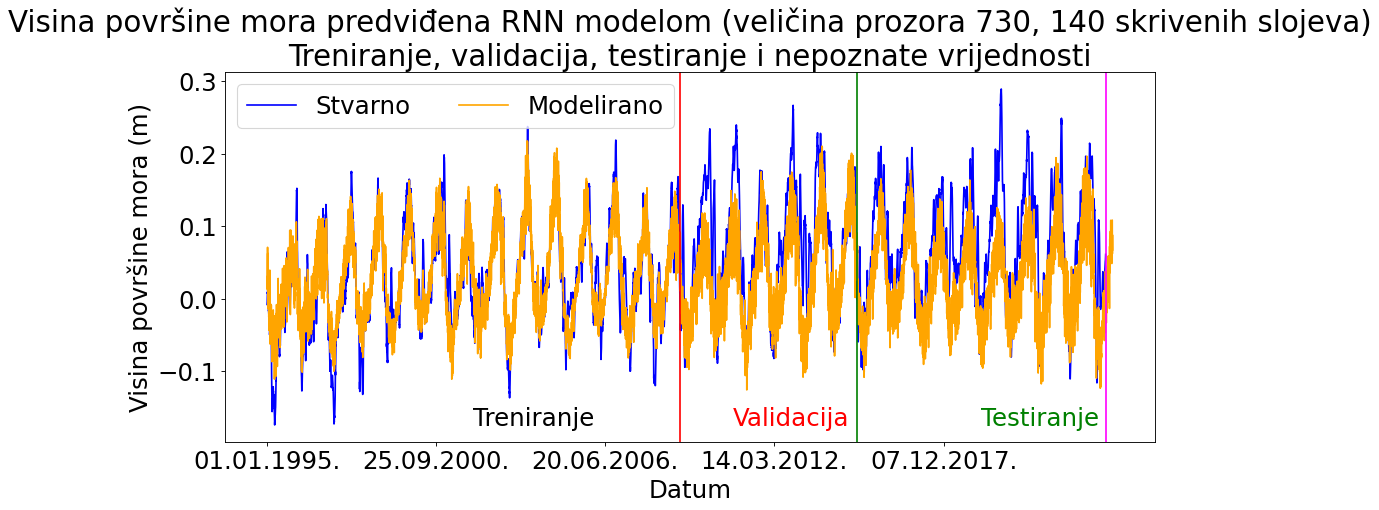 Visina površine mora predviđena RNN modelom (veličina prozora 730, 140 skrivenih slojeva)
Treniranje, validacija, testiranje i nepoznate vrijednosti
Stvarno Modelirano
Visina površine mora (m)
0.3
0.2
0.1
0.0
−0.1
Treniranje Validacija Testiranje
01.01.1995. 25.09.2000. 20.06.2006. 14.03.2012. 07.12.2017.
Datum